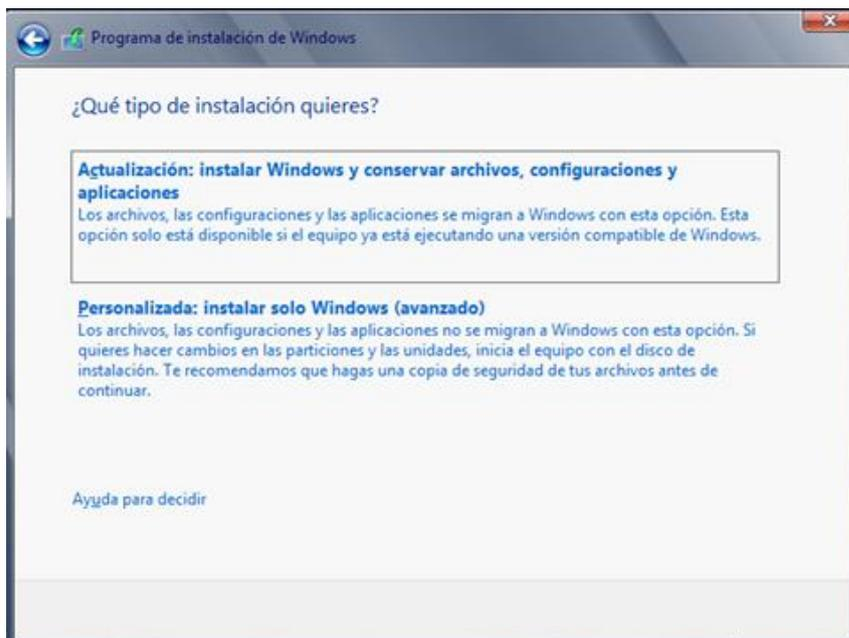 Programa de instalación de Windows
¿Qué tipo de instalación quieres?
Actualización: instalar Windows y conservar archivos, configuraciones y
aplicaciones
Los archivos, las configuraciones y las aplicaciones se migran a Windows con esta opción. Esta
opción solo está disponible si el equipo ya está ejecutando una versión compatible de Windows.
Personalizada: instalar solo Windows (avanzado)
Los archivos, las configuraciones y las aplicaciones no se migran a Windows con esta opción. Si
quieres hacer cambios en las particiones y las unidades, inicia el equipo con el disco de
instalación. Te recomendamos que hagas una copia de seguridad de tus archivos antes de
continuar.
Ayuda para decidir